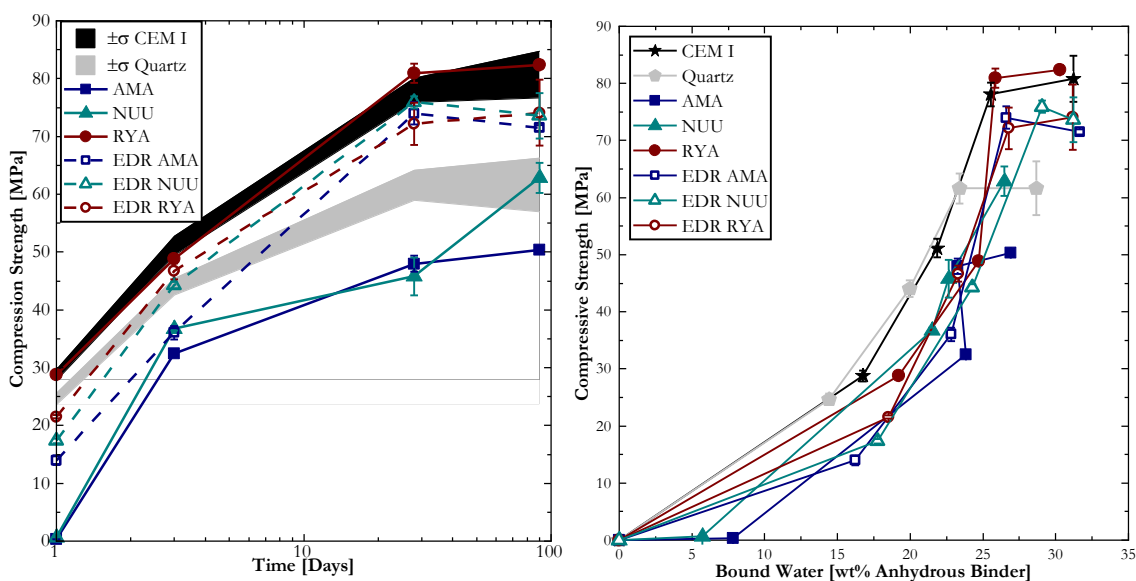 90
80
70
60
50
40
30
20
10
0
Compression Strength [MPa]
±σ CEM I
±σ Quartz
AMA
NUU
RYA
EDR AMA
EDR NUU
EDR RYA
1
10
100
Time [Days]
90
80
70
60
50
40
30
20
10
0
Compressive Strength [MPa]
CEM I
Quartz
AMA
NUU
RYA
EDR AMA
EDR NUU
EDR RYA
0
5
10
15
20
25
30
35
Bound Water [wt% Anhydrous Binder]